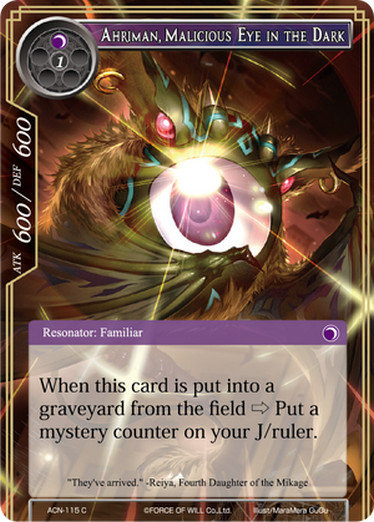 Ahriman, Malicious Eye in the Dark
1
ATK 600 / DEF 600
Resonator: Familiar
When this card is put into a
graveyard from the field ⇨ Put a
mystery counter on your J/ruler.
"They've arrived." -Reiya, Fourth Daughter of the Mikage
ACN-115 C ©FORCE OF WILL Co.,Ltd. Illust/MaraMera GuGu